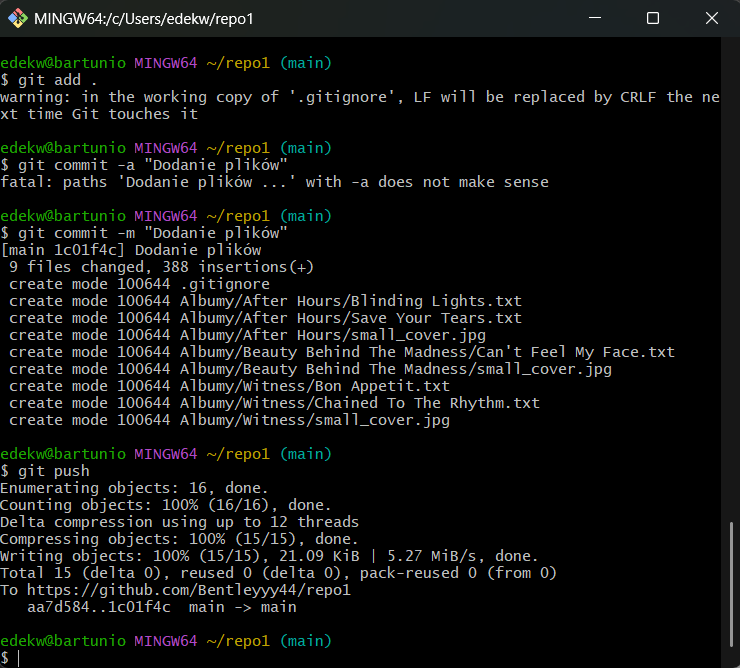 MINGW64:/c/Users/edekw/repo1
edekw@bartunio MINGW64 ~/repo1 (main)
$ git add .
warning: in the working copy of '.gitignore', LF will be replaced by CRLF the ne
xt time Git touches it
edekw@bartunio MINGW64 ~/repo1 (main)
$ git commit -a "Dodanie plików"
fatal: paths 'Dodanie plików ...' with -a does not make sense
edekw@bartunio MINGW64 ~/repo1 (main)
$ git commit -m "Dodanie plików"
[main 1c01f4c] Dodanie plików
9 files changed, 388 insertions(+)
create mode 100644 .gitignore
create mode 100644 Albumy/After Hours/Blinding Lights.txt
create mode 100644 Albumy/After Hours/Save Your Tears.txt
create mode 100644 Albumy/After Hours/small_cover.jpg
create mode 100644 Albumy/Beauty Behind The Madness/Can't Feel My Face.txt
create mode 100644 Albumy/Beauty Behind The Madness/small_cover.jpg
create mode 100644 Albumy/Witness/Bon Appetit.txt
create mode 100644 Albumy/Witness/Chained To The Rhythm.txt
create mode 100644 Albumy/Witness/small_cover.jpg
edekw@bartunio MINGW64 ~/repo1 (main)
$ git push
Enumerating objects: 16, done.
Counting objects: 100% (16/16), done.
Delta compression using up to 12 threads
Compressing objects: 100% (15/15), done.
Writing objects: 100% (15/15), 21.09 KiB | 5.27 MiB/s, done.
Total 15 (delta 0), reused 0 (delta 0), pack-reused 0 (from 0)
To https://github.com/Bentleyyy44/repo1
aa7d584..1c01f4c  main -> main
edekw@bartunio MINGW64 ~/repo1 (main)
$